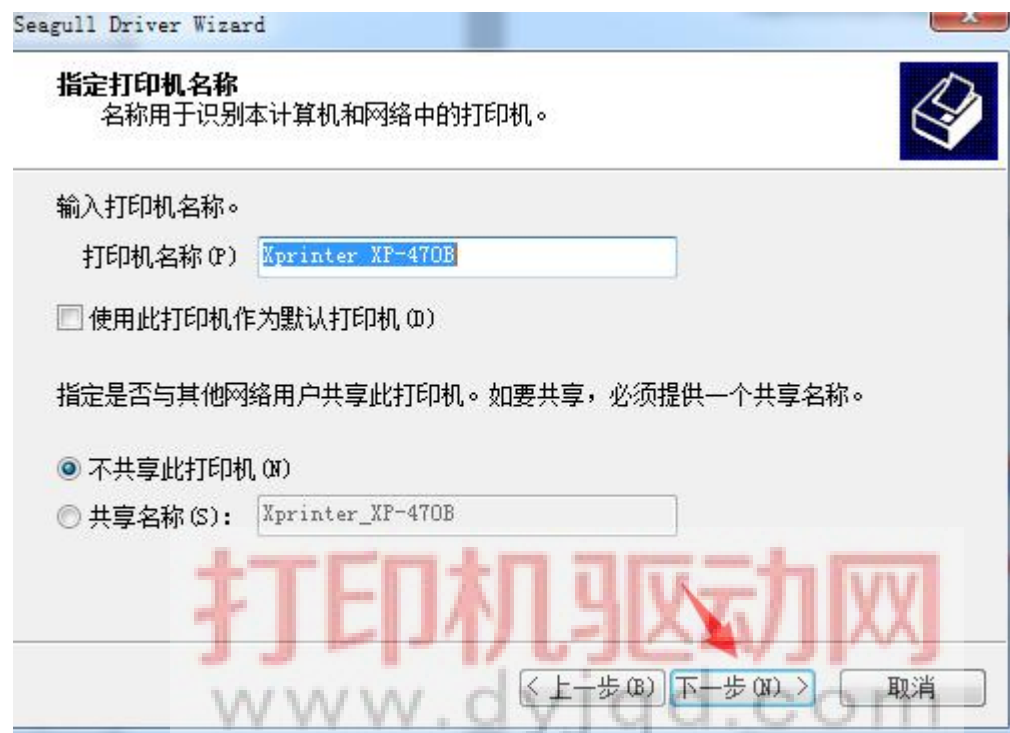 Seagull Driver Wizard
指定打印机名称
名称用于识别本计算机和网络中的打印机。
输入打印机名称。
打印机名称(P) Xprinter XP-470B
使用此打印机作为默认打印机(D)
指定是否与其他网络用户共享此打印机。如要共享，必须提供一个共享名称。
不共享此打印机(N)
共享名称(S): Xprinter_XP-470B
打印机驱动网
< 上一步(B) 下一步(N) > 取消
www.dyjqd.com